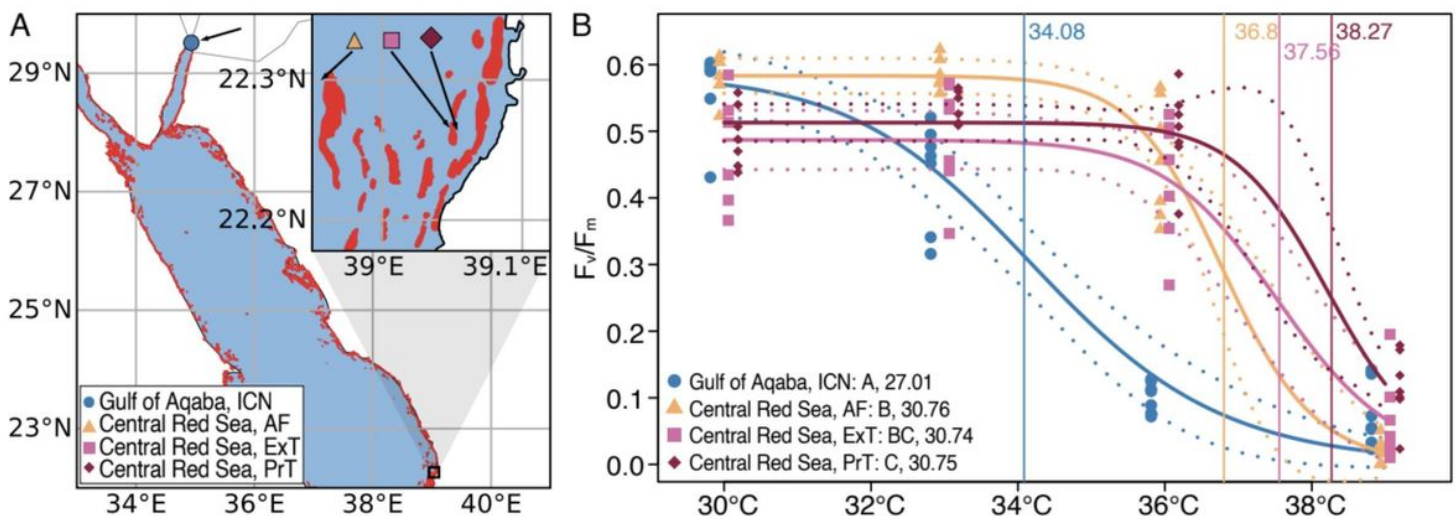 A
29°N
27°N
25°N
23°N
34°E
36°E
38°E
40°E
22.3°N
22.2°N
39°E
39.1°E
Gulf of Aqaba, ICN
Central Red Sea, AF
Central Red Sea, ExT
Central Red Sea, PrT
B
34.08
36.8
37.56
38.27
Fv/Fm
0.6
0.5
0.4
0.3
0.2
0.1
0.0
Gulf of Aqaba, ICN: A, 27.01
Central Red Sea, AF: B, 30.76
Central Red Sea, ExT: BC, 30.74
Central Red Sea, PrT: C, 30.75
30°C
32°C
34°C
36°C
38°C